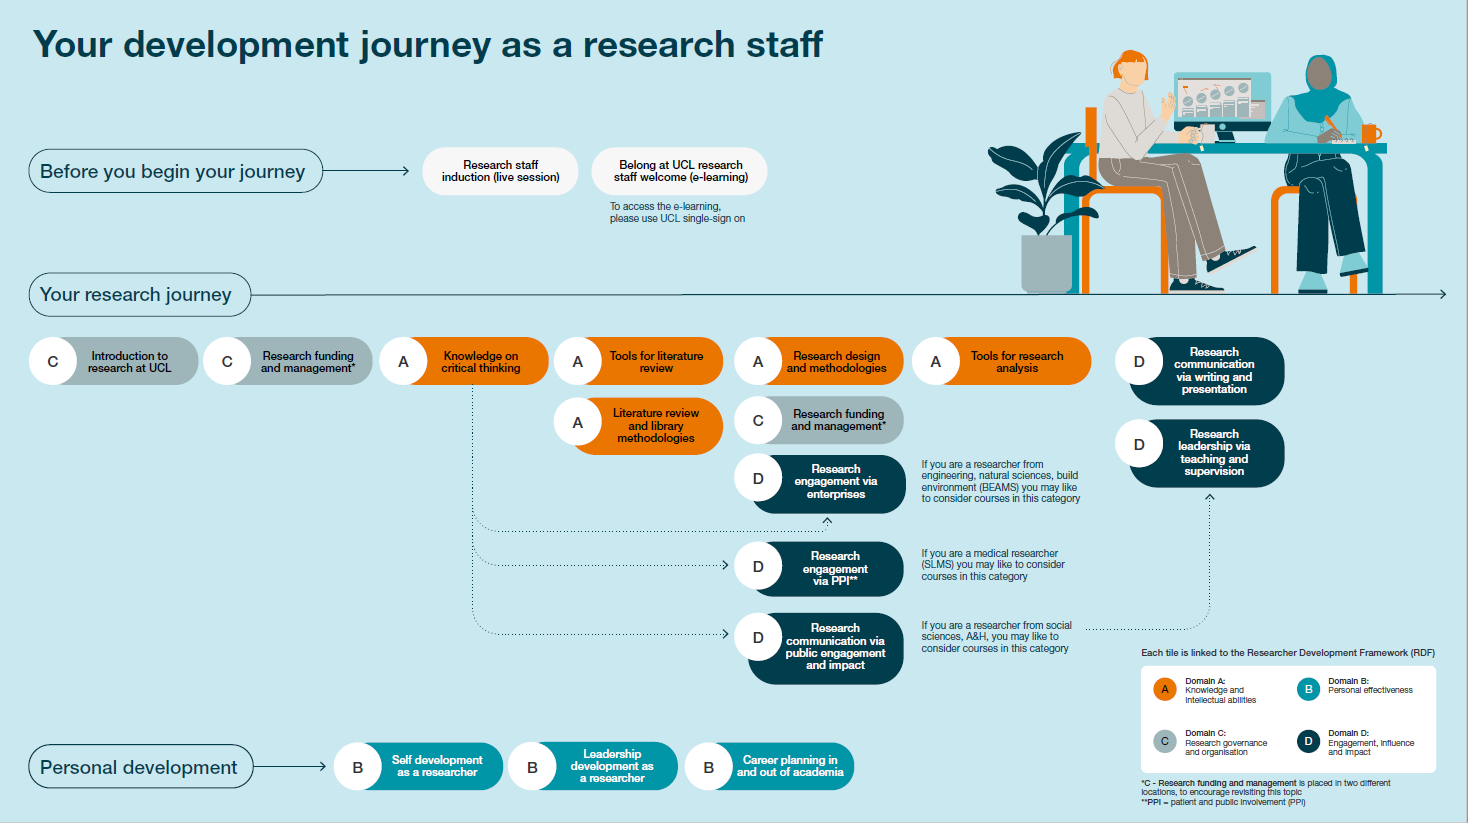 Your development journey as a research staff
Before you begin your journey
Research staff
induction (live session)
Belong at UCL research
staff welcome (e-learning)
To access the e-learning,
please use UCL single-sign on
Your research journey
C
Introduction to
research at UCL
C
Research funding
and management*
A
Knowledge on
critical thinking
A
Tools for literature
review
A
Research design
and methodologies
A
Tools for research
analysis
D
Research
communication
via writing and
presentation
A
Literature review
and library
methodologies
C
Research funding
and management*
D
Research
leadership via
teaching and
supervision
D
Research
engagement via
enterprises
If you are a researcher from
engineering, natural sciences, build
environment (BEAMS) you may like
to consider courses in this category
D
Research
engagement
via PPI**
If you are a medical researcher
(SLMS) you may like to consider
courses in this category
D
Research
communication via
public engagement
and impact
If you are a researcher from social
sciences, A&H, you may like to
consider courses in this category
Each tile is linked to the Researcher Development Framework (RDF)
A
Domain A:
Knowledge and
intellectual abilities
B
Domain B:
Personal effectiveness
C
Domain C:
Research governance
and organisation
D
Domain D:
Engagement, influence
and impact
*C - Research funding and management is placed in two different
locations, to encourage revisiting this topic
**PPI = patient and public involvement (PPI)
Personal development
B
Self development
as a researcher
B
Leadership
development as
a researcher
B
Career planning in
and out of academia